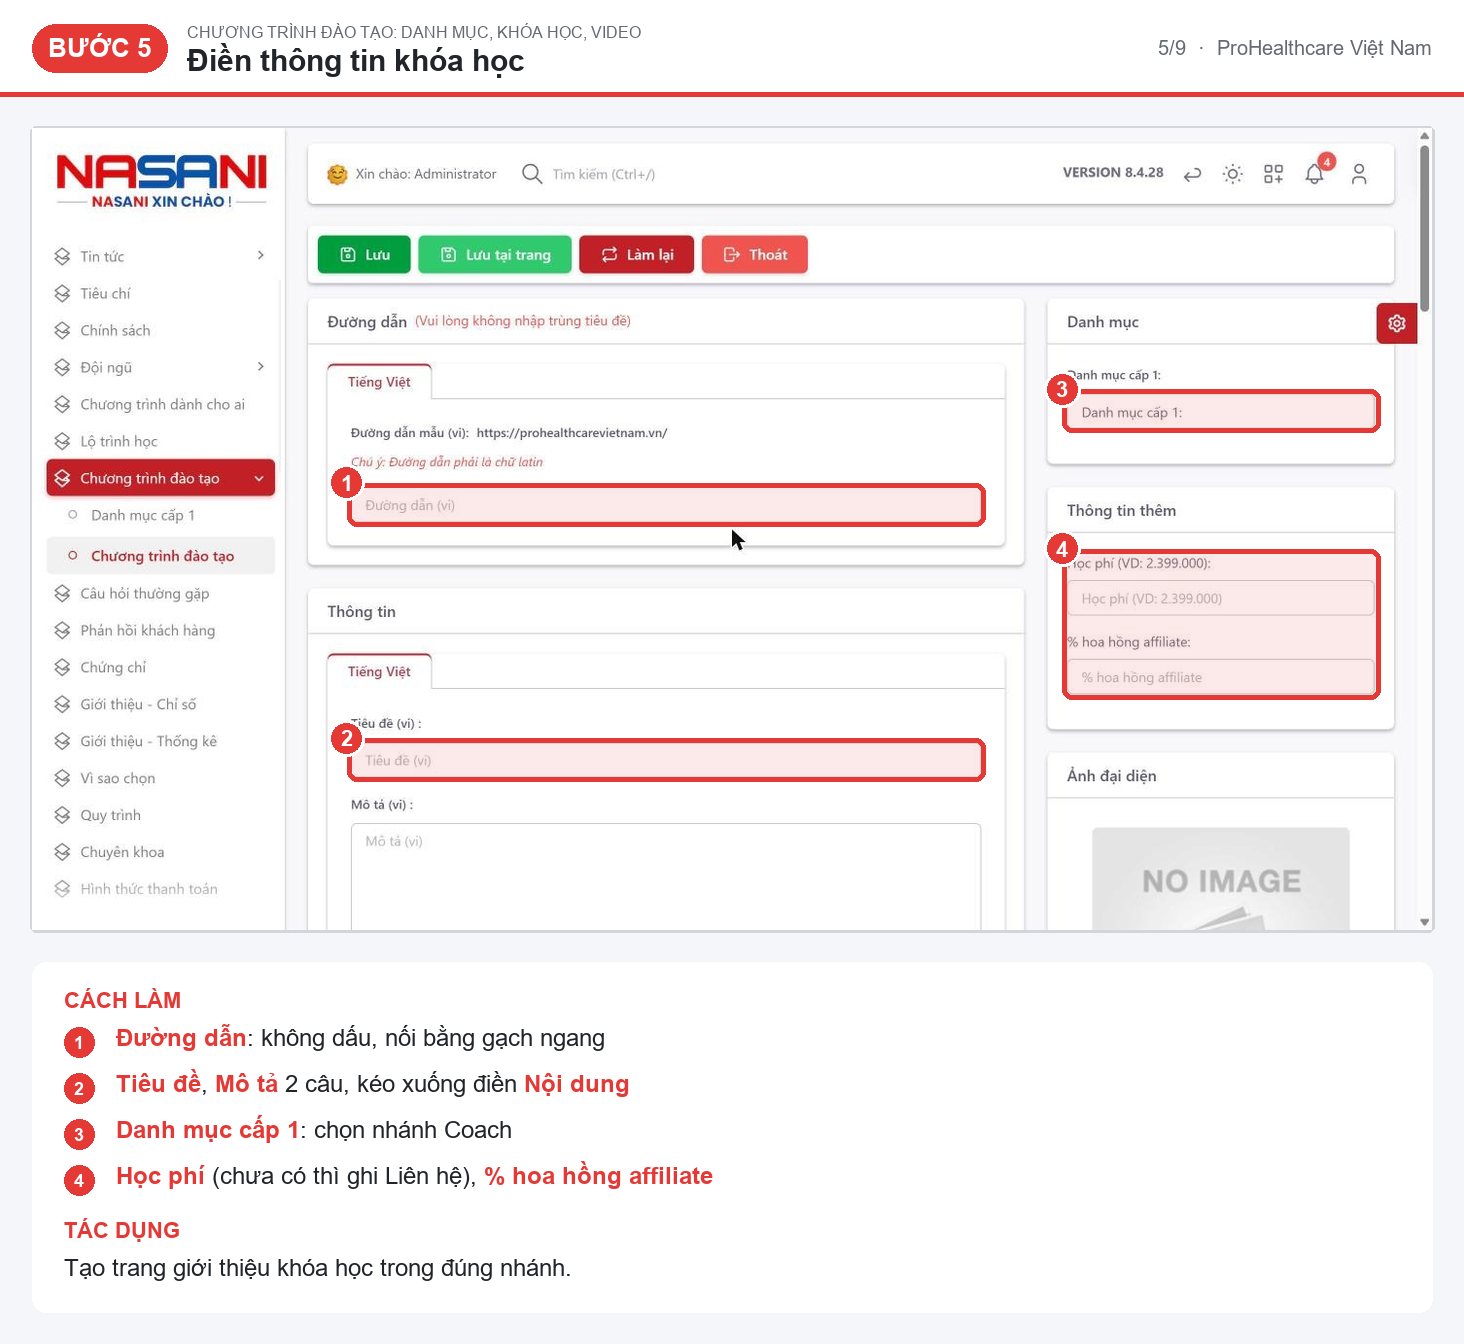 BƯỚC 5
CHƯƠNG TRÌNH ĐÀO TẠO: DANH MỤC, KHÓA HỌC, VIDEO
Điền thông tin khóa học
5/9 · ProHealthcare Việt Nam
NASANI
NASANI XIN CHÀO !
Tin tức
Tiêu chí
Chính sách
Đội ngũ
Chương trình dành cho ai
Lộ trình học
Chương trình đào tạo
Danh mục cấp 1
Chương trình đào tạo
Câu hỏi thường gặp
Phản hồi khách hàng
Chứng chỉ
Giới thiệu - Chỉ số
Giới thiệu - Thống kê
Vì sao chọn
Quy trình
Chuyên khoa
Hình thức thanh toán
Xin chào: Administrator
Tìm kiếm (Ctrl+/)
VERSION 8.4.28
4
Lưu
Lưu tại trang
Làm lại
Thoát
Đường dẫn (Vui lòng không nhập trùng tiêu đề)
Tiếng Việt
Đường dẫn mẫu (vi): https://prohealthcarevietnam.vn/
Chú ý: Đường dẫn phải là chữ latin
1
Đường dẫn (vi)
Thông tin
Tiếng Việt
Tiêu đề (vi) :
2
Tiêu đề (vi)
Mô tả (vi) :
Mô tả (vi)
Danh mục
Danh mục cấp 1:
3
Danh mục cấp 1:
Thông tin thêm
4
Học phí (VD: 2.399.000):
Học phí (VD: 2.399.000)
% hoa hồng affiliate:
% hoa hồng affiliate
Ảnh đại diện
NO IMAGE
CÁCH LÀM
1 Đường dẫn: không dấu, nối bằng gạch ngang
2 Tiêu đề, Mô tả 2 câu, kéo xuống điền Nội dung
3 Danh mục cấp 1: chọn nhánh Coach
4 Học phí (chưa có thì ghi Liên hệ), % hoa hồng affiliate
TÁC DỤNG
Tạo trang giới thiệu khóa học trong đúng nhánh.